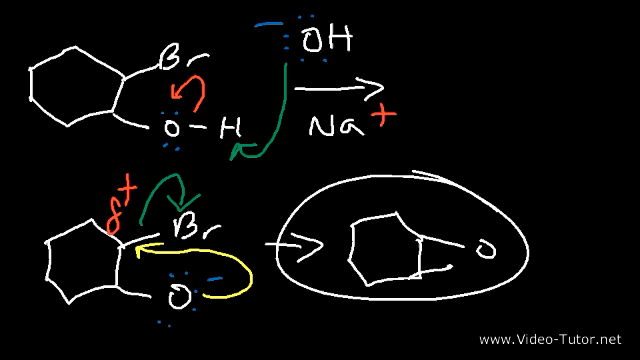 Br
OH
O-H
Na+
δ+
Br
O-
O
www.Video-Tutor.net